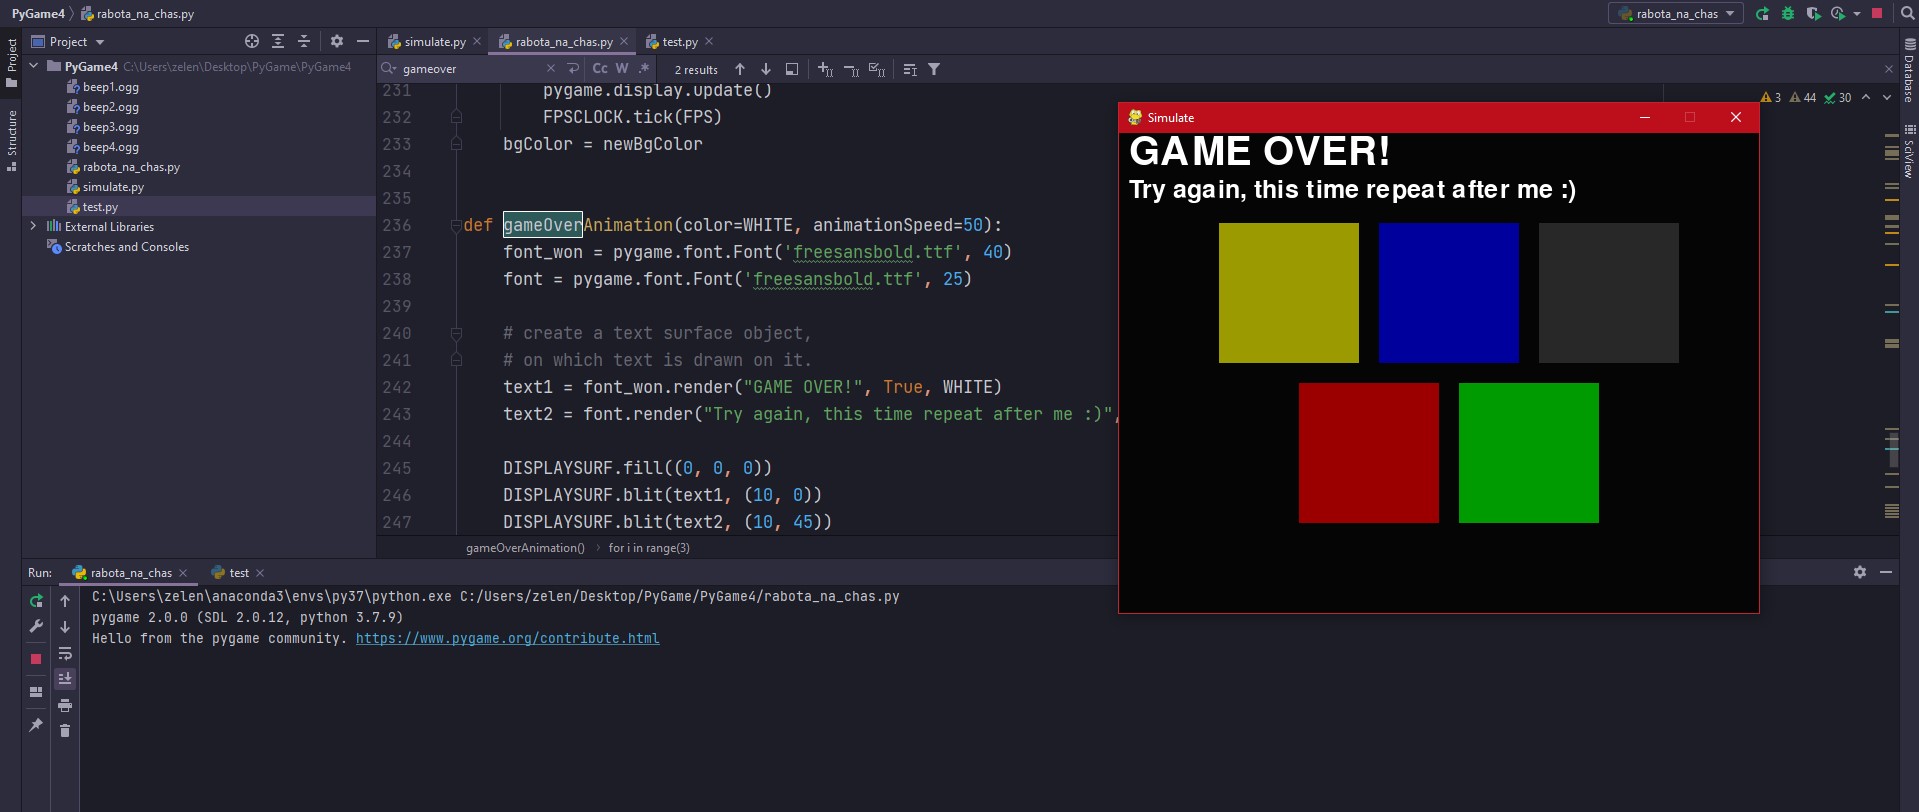 PyGame4 rabota_na_chas.py rabota_na_chas
Project simulate.py rabota_na_chas.py test.py
PyGame4 C:\Users\zelen\Desktop\PyGame\PyGame4
beep1.ogg
beep2.ogg
beep3.ogg
beep4.ogg
rabota_na_chas.py
simulate.py
test.py
External Libraries
Scratches and Consoles
Project
Structure
gameover Cc W .* 2 results
3 44 30
231 pygame.display.update()
232 FPSCLOCK.tick(FPS)
233 bgColor = newBgColor
234
235
236 def gameOverAnimation(color=WHITE, animationSpeed=50):
237 font_won = pygame.font.Font('freesansbold.ttf', 40)
238 font = pygame.font.Font('freesansbold.ttf', 25)
239
240 # create a text surface object,
241 # on which text is drawn on it.
242 text1 = font_won.render("GAME OVER!", True, WHITE)
243 text2 = font.render("Try again, this time repeat after me :)",
244
245 DISPLAYSURF.fill((0, 0, 0))
246 DISPLAYSURF.blit(text1, (10, 0))
247 DISPLAYSURF.blit(text2, (10, 45))
gameOverAnimation() for i in range(3)
Simulate
GAME OVER!
Try again, this time repeat after me :)
Database
SciView
Run: rabota_na_chas test
C:\Users\zelen\anaconda3\envs\py37\python.exe C:/Users/zelen/Desktop/PyGame/PyGame4/rabota_na_chas.py
pygame 2.0.0 (SDL 2.0.12, python 3.7.9)
Hello from the pygame community. https://www.pygame.org/contribute.html